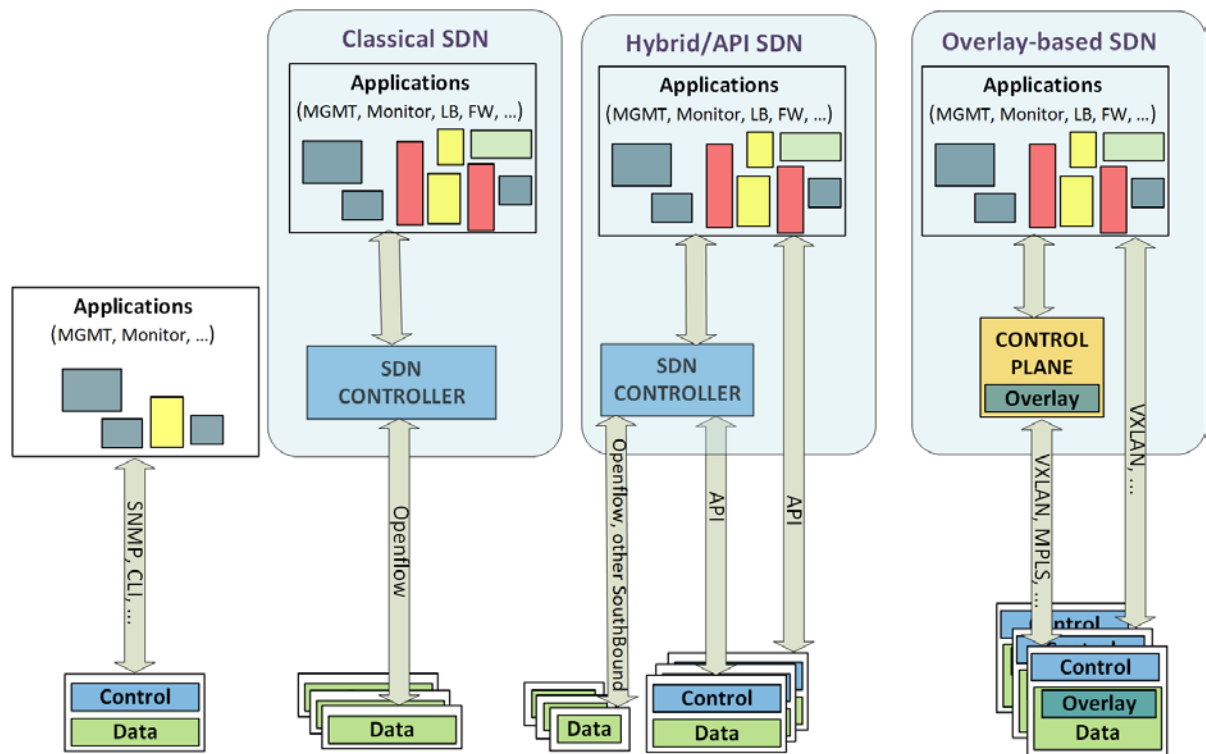 Classical SDN
Applications
(MGMT, Monitor, LB, FW, ...)
SDN
CONTROLLER
Openflow
Data
Hybrid/API SDN
Applications
(MGMT, Monitor, LB, FW, ...)
SDN
CONTROLLER
Openflow, other SouthBound
API
API
Data
Control
Data
Overlay-based SDN
Applications
(MGMT, Monitor, LB, FW, ...)
CONTROL
PLANE
Overlay
VXLAN, MPLS, ...
VXLAN, ...
Control
Control
Control
Overlay
Data
Applications
(MGMT, Monitor, ...)
SNMP, CLI, ...
Control
Data